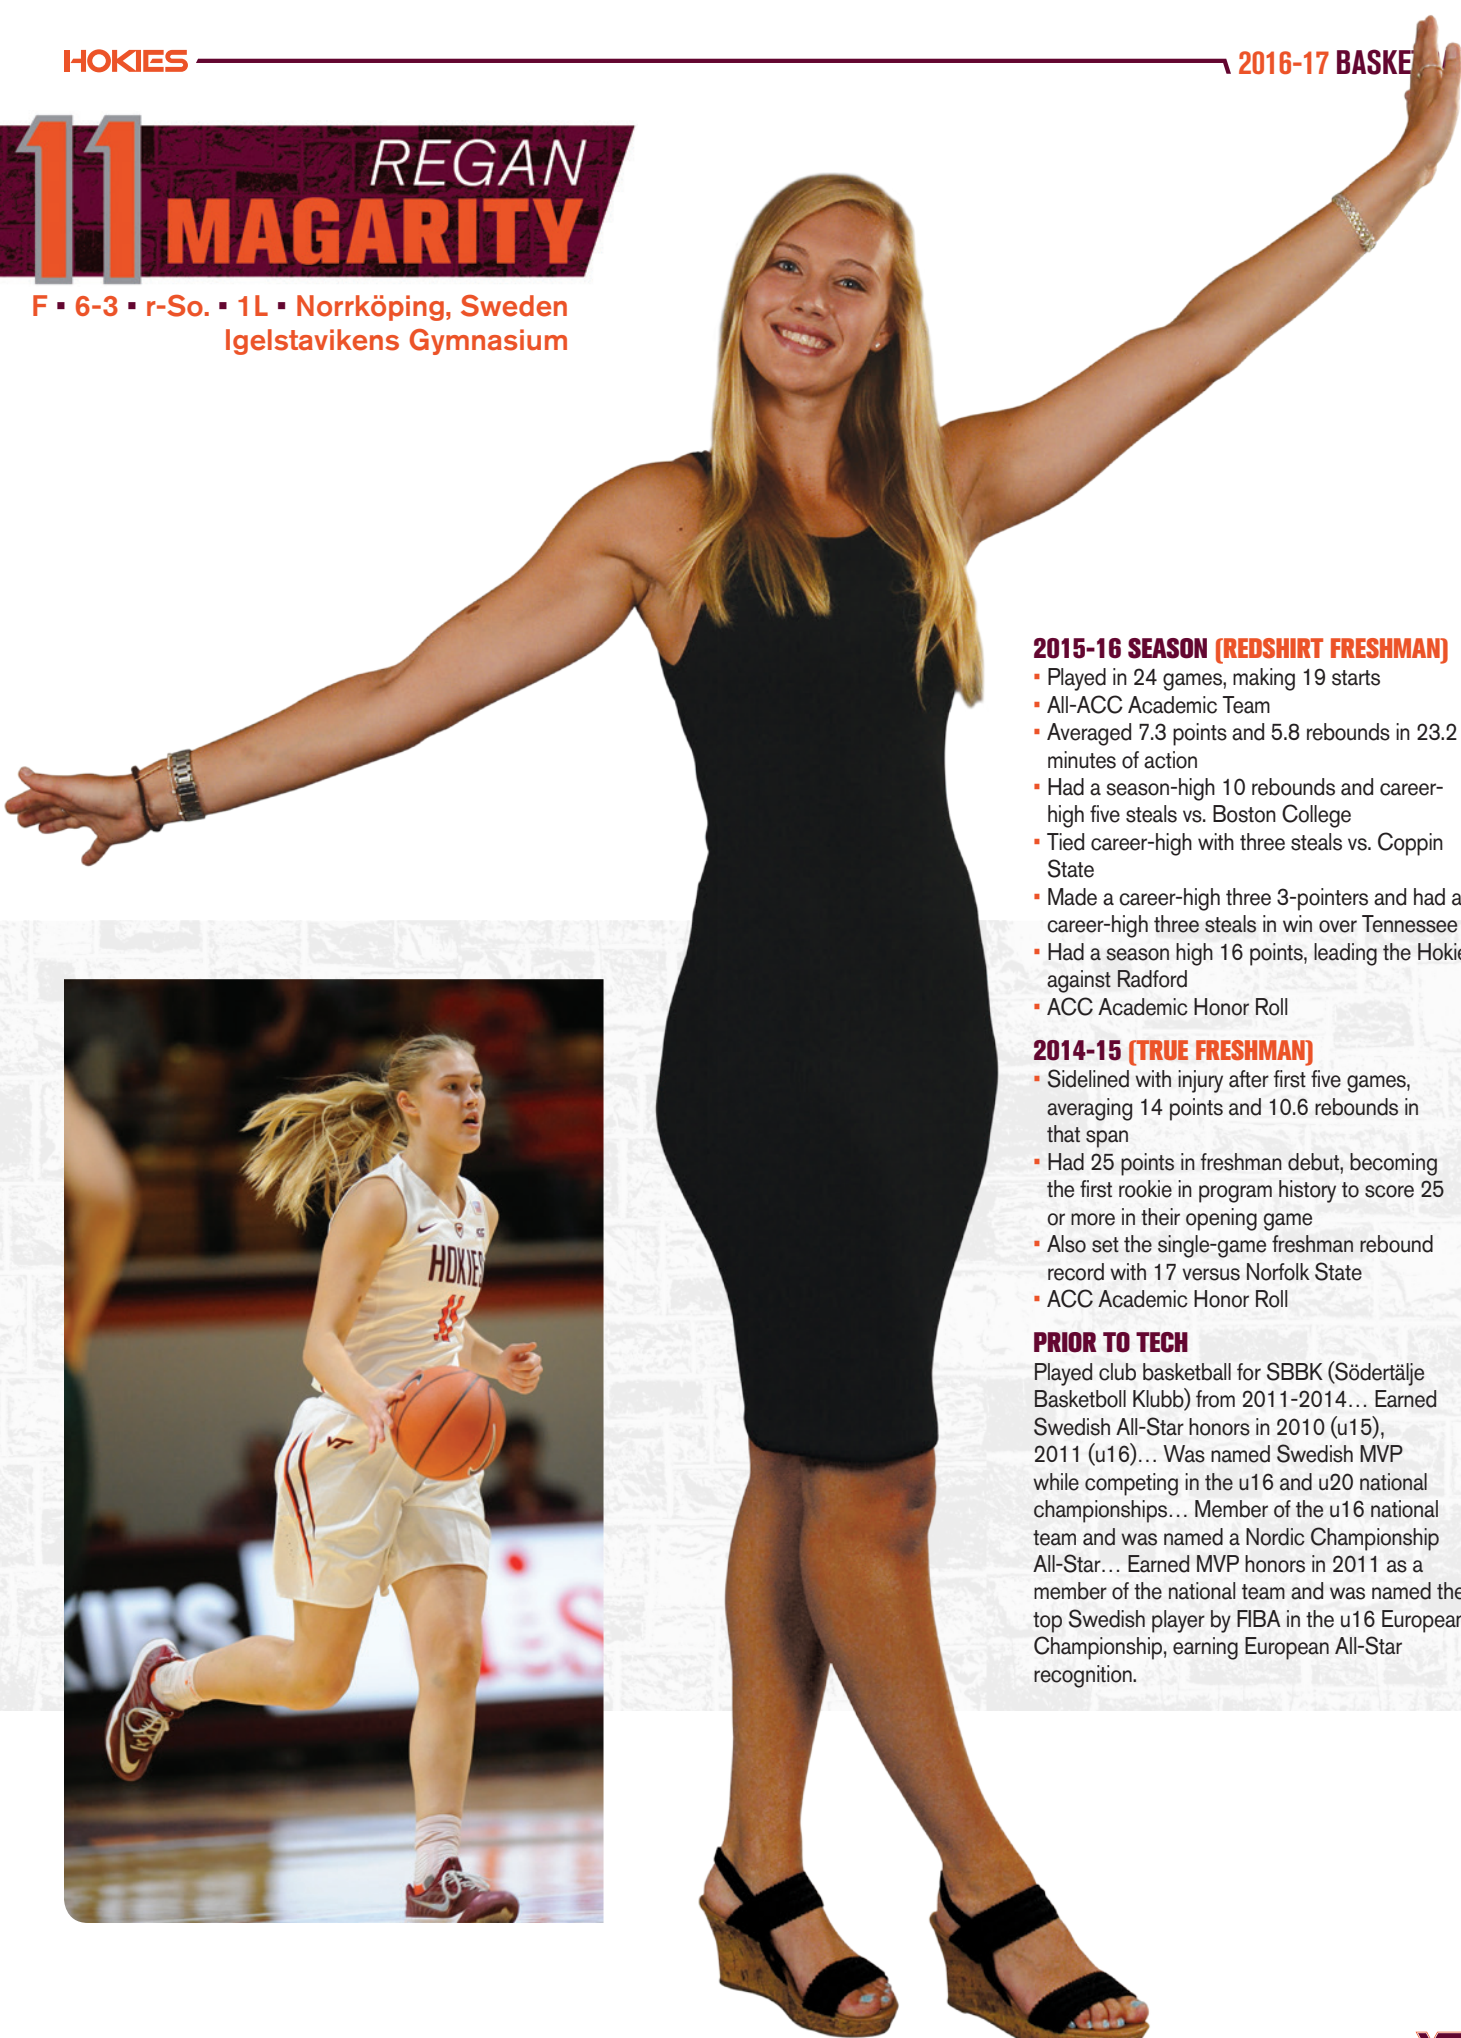 HOKIES
2016-17 BASKE
11
REGAN
MAGARITY
F ▪ 6-3 ▪ r-So. ▪ 1L ▪ Norrköping, Sweden
Igelstavikens Gymnasium
2015-16 SEASON (REDSHIRT FRESHMAN)
▪ Played in 24 games, making 19 starts
▪ All-ACC Academic Team
▪ Averaged 7.3 points and 5.8 rebounds in 23.2
minutes of action
▪ Had a season-high 10 rebounds and career-
high five steals vs. Boston College
▪ Tied career-high with three steals vs. Coppin
State
▪ Made a career-high three 3-pointers and had a
career-high three steals in win over Tennessee
▪ Had a season high 16 points, leading the Hokie
against Radford
▪ ACC Academic Honor Roll
2014-15 (TRUE FRESHMAN)
▪ Sidelined with injury after first five games,
averaging 14 points and 10.6 rebounds in
that span
▪ Had 25 points in freshman debut, becoming
the first rookie in program history to score 25
or more in their opening game
▪ Also set the single-game freshman rebound
record with 17 versus Norfolk State
▪ ACC Academic Honor Roll
PRIOR TO TECH
Played club basketball for SBBK (Södertälje
Basketboll Klubb) from 2011-2014… Earned
Swedish All-Star honors in 2010 (u15),
2011 (u16)… Was named Swedish MVP
while competing in the u16 and u20 national
championships… Member of the u16 national
team and was named a Nordic Championship
All-Star… Earned MVP honors in 2011 as a
member of the national team and was named the
top Swedish player by FIBA in the u16 European
Championship, earning European All-Star
recognition.
HOKIES
11
VT
KIES